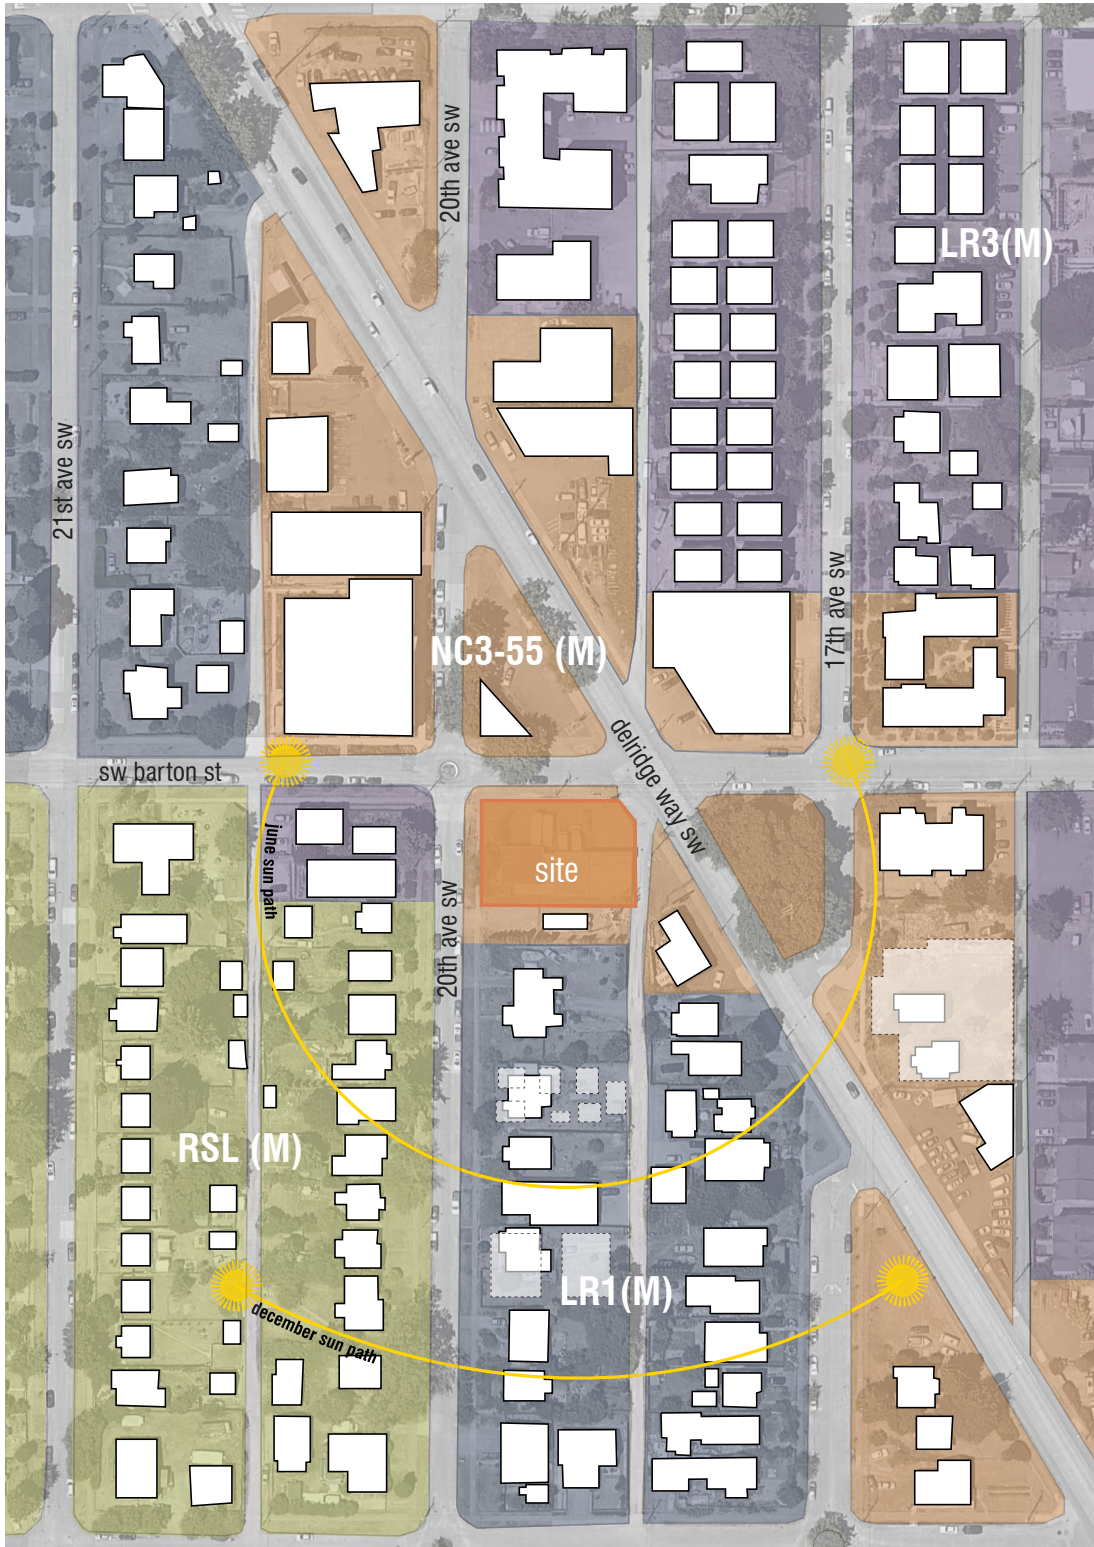 20th ave sw
LR3(M)
21st ave sw
17th ave sw
NC3-55 (M)
delridge way sw
sw barton st
june sun path
site
20th ave sw
RSL (M)
LR1(M)
december sun path